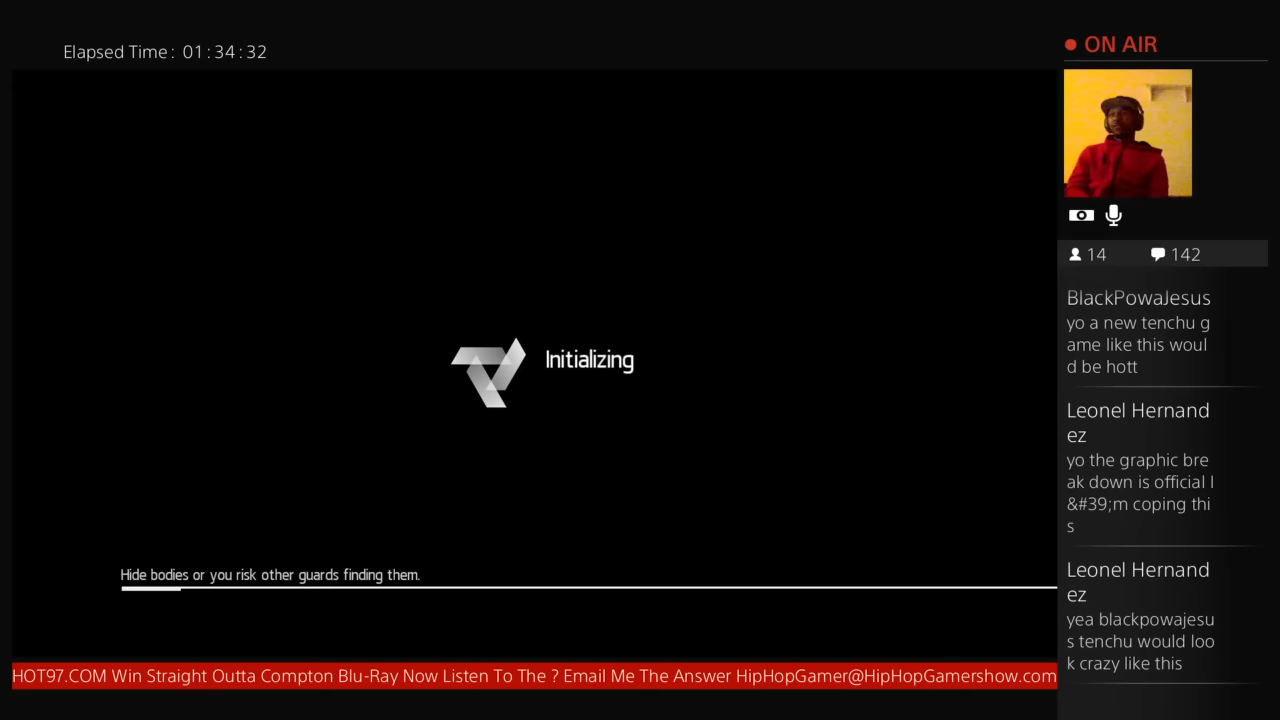 Elapsed Time: 01:34:32
ON AIR
14 142
BlackPowaJesus
yo a new tenchu g
ame like this woul
d be hott
Leonel Hernand
ez
yo the graphic bre
ak down is official I
&#39;m coping thi
s
Leonel Hernand
ez
yea blackpowajesu
s tenchu would loo
k crazy like this
Initializing
Hide bodies or you risk other guards finding them.
HOT97.COM Win Straight Outta Compton Blu-Ray Now Listen To The ? Email Me The Answer HipHopGamer@HipHopGamershow.com